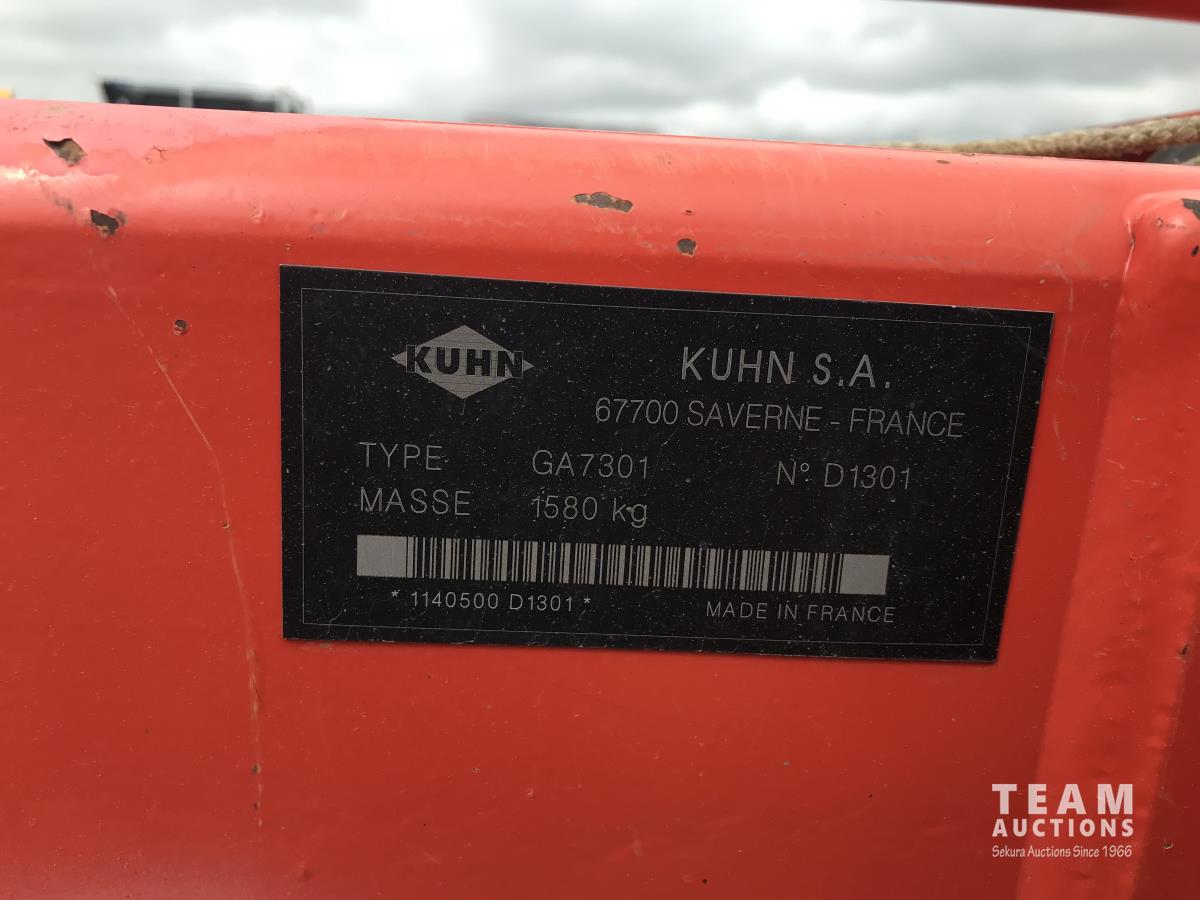 KUHN
KUHN S.A.
67700 SAVERNE - FRANCE
TYPE GA7301 N° D1301
MASSE 1580 kg
* 1140500 D1301 *
MADE IN FRANCE
TEAM
AUCTIONS
Sekura Auctions Since 1966